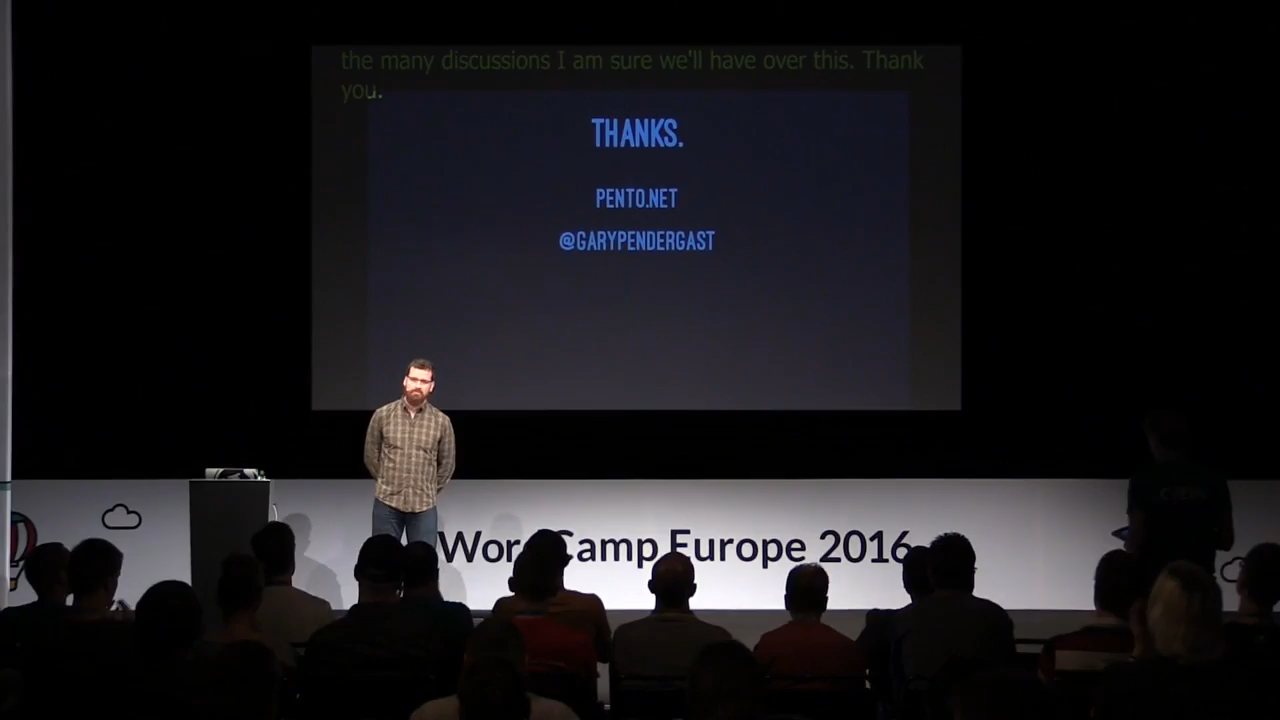 the many discussions I am sure we'll have over this. Thank
you.
THANKS.
PENTO.NET
@GARYPENDERGAST
WordCamp Europe 2016